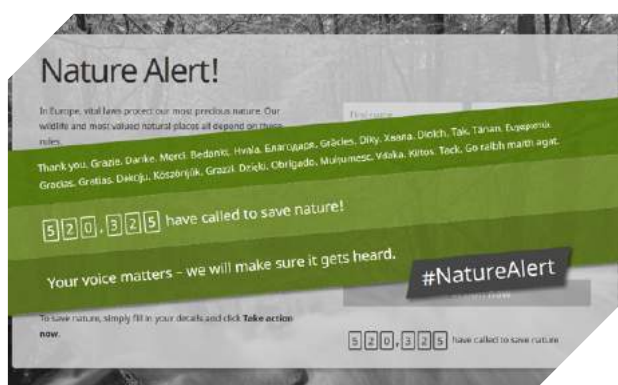 Nature Alert!
In Europe, vital laws protect our most precious nature. Our
wildlife and most valued natural places all depend on these
rules.
First name
Thank you, Grazie, Danke, Merci, Bedankt, Hvala, Благодаря, Gràcies, Díky, Хвала, Diolch, Tak, Tänan, Ευχαριστώ,
Gracias, Gratias, Dėkoju, Köszönjük, Grazzi, Dzięki, Obrigado, Mulțumesc, Vďaka, Kiitos, Tack, Go raibh maith agat.
520,325 have called to save nature!
Your voice matters – we will make sure it gets heard.
#NatureAlert
To save nature, simply fill in your details and click Take action
now.
520,325 have called to save nature